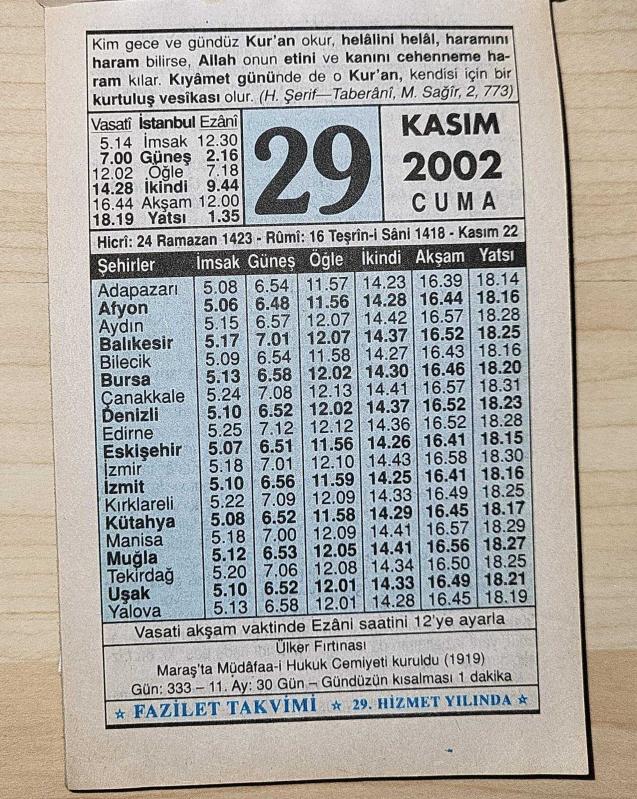 Kim gece ve gündüz Kur'an okur, helâlini helâl, haramını
haram bilirse, Allah onun etini ve kanını cehenneme ha-
ram kılar. Kıyâmet gününde de o Kur'an, kendisi için bir
kurtuluş vesîkası olur. (H. Şerif—Taberânî, M. Sağîr, 2, 773)
Vasatî İstanbul Ezânî
5.14 İmsak 12.30
7.00 Güneş 2.16
12.02 Öğle 7.18
14.28 İkindi 9.44
16.44 Akşam 12.00
18.19 Yatsı 1.35
29
KASIM
2002
CUMA
Hicrî: 24 Ramazan 1423 - Rûmî: 16 Teşrîn-i Sâni 1418 - Kasım 22
Şehirler İmsak Güneş Öğle İkindi Akşam Yatsı
Adapazarı 5.08 6.54 11.57 14.23 16.39 18.14
Afyon 5.06 6.48 11.56 14.28 16.44 18.16
Aydın 5.15 6.57 12.07 14.42 16.57 18.28
Balıkesir 5.17 7.01 12.07 14.37 16.52 18.25
Bilecik 5.09 6.54 11.58 14.27 16.43 18.16
Bursa 5.13 6.58 12.02 14.30 16.46 18.20
Çanakkale 5.24 7.08 12.13 14.41 16.57 18.31
Denizli 5.10 6.52 12.02 14.37 16.52 18.23
Edirne 5.25 7.12 12.12 14.36 16.52 18.28
Eskişehir 5.07 6.51 11.56 14.26 16.41 18.15
İzmir 5.18 7.01 12.10 14.43 16.58 18.30
İzmit 5.10 6.56 11.59 14.25 16.41 18.16
Kırklareli 5.22 7.09 12.09 14.33 16.49 18.25
Kütahya 5.08 6.52 11.58 14.29 16.45 18.17
Manisa 5.18 7.00 12.09 14.41 16.57 18.29
Muğla 5.12 6.53 12.05 14.41 16.56 18.27
Tekirdağ 5.20 7.06 12.08 14.34 16.50 18.25
Uşak 5.10 6.52 12.01 14.33 16.49 18.21
Yalova 5.13 6.58 12.01 14.28 16.45 18.19
Vasati akşam vaktinde Ezâni saatini 12'ye ayarla
Ülker Fırtınası
Maraş'ta Müdâfaa-i Hukuk Cemiyeti kuruldu (1919)
Gün: 333 – 11. Ay: 30 Gün – Gündüzün kısalması 1 dakika
★ FAZİLET TAKVİMİ ★ 29. HİZMET YILINDA ★